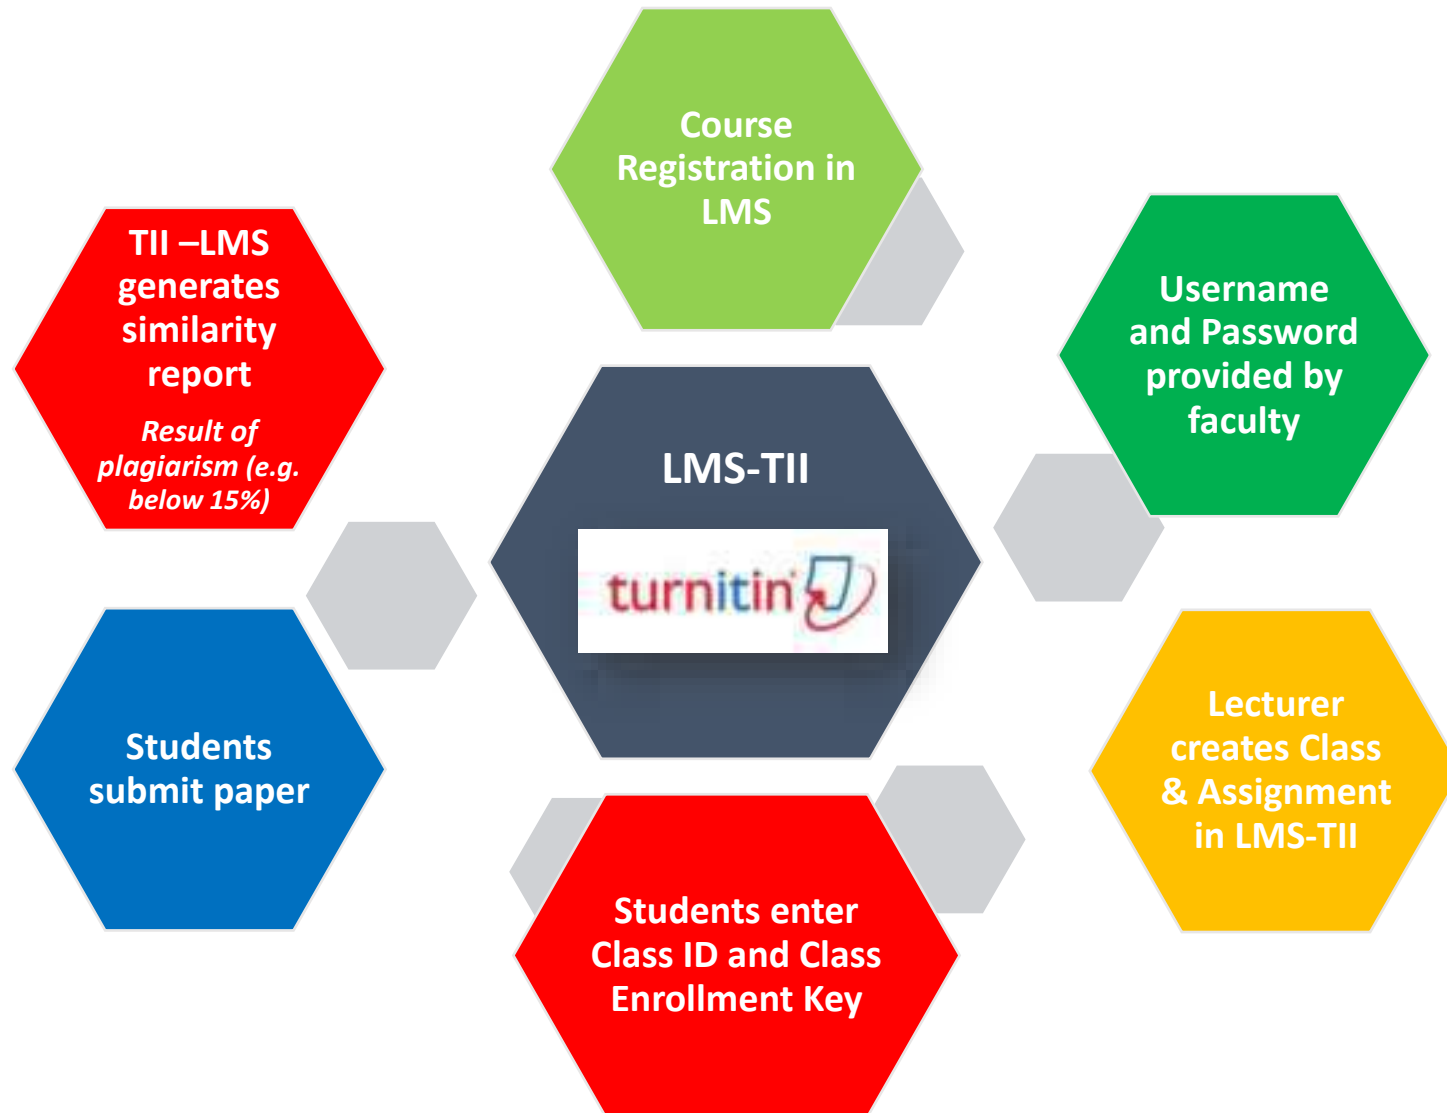 Course
Registration in
LMS
Username
and Password
provided by
faculty
Lecturer
creates Class
& Assignment
in LMS-TII
Students enter
Class ID and Class
Enrollment Key
Students
submit paper
TII –LMS
generates
similarity
report
Result of
plagiarism (e.g.
below 15%)
LMS-TII
turnitin